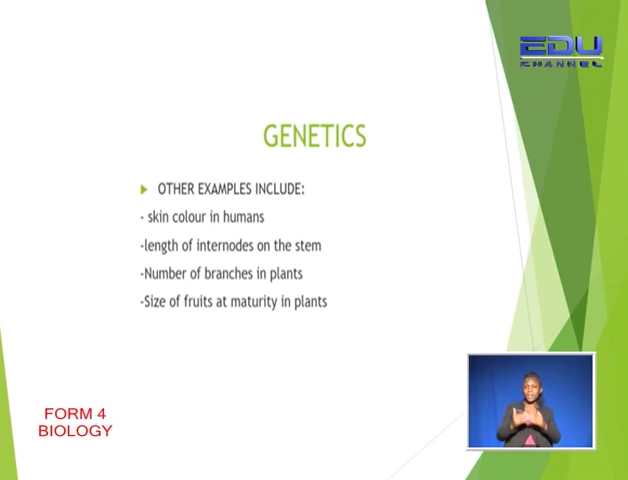 EDU
CHANNEL
GENETICS
OTHER EXAMPLES INCLUDE:
- skin colour in humans
-length of internodes on the stem
-Number of branches in plants
-Size of fruits at maturity in plants
FORM 4
BIOLOGY